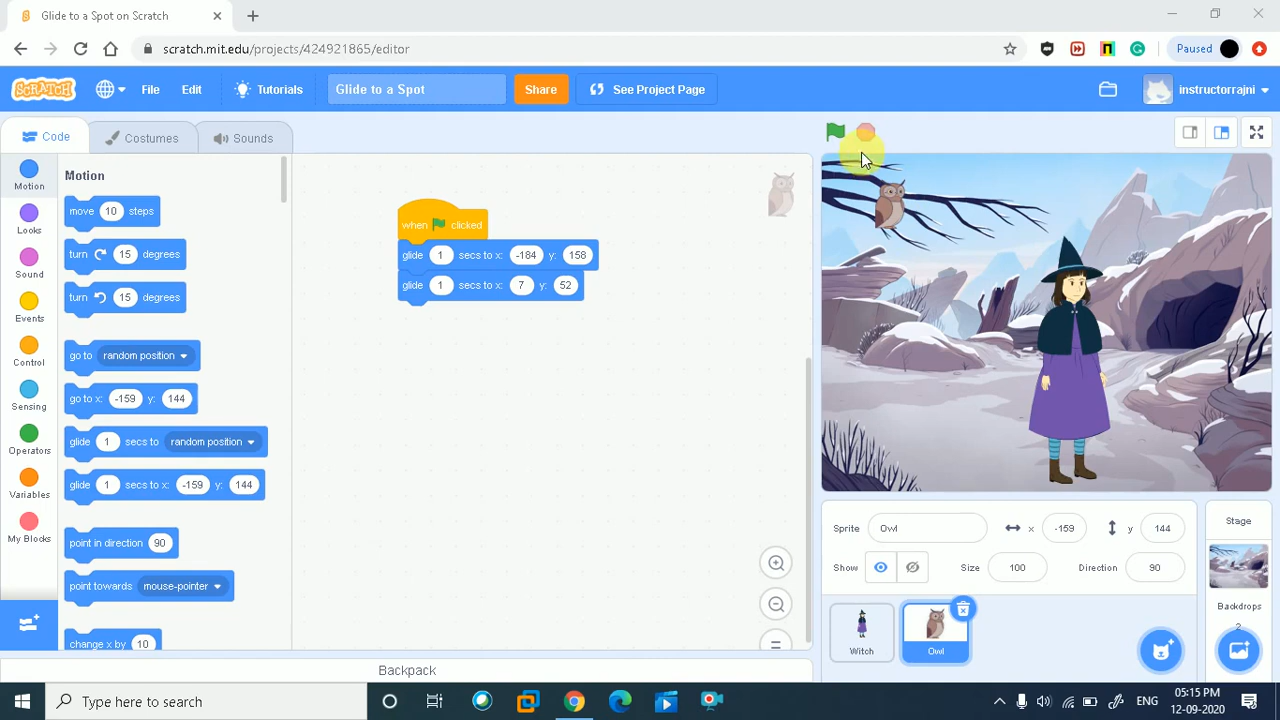 Glide to a Spot on Scratch
scratch.mit.edu/projects/424921865/editor
Paused
SCRATCH
File
Edit
Tutorials
Glide to a Spot
Share
See Project Page
instructorrajni
Code
Costumes
Sounds
Motion
Looks
Sound
Events
Control
Sensing
Operators
Variables
My Blocks
Motion
move 10 steps
turn 15 degrees
turn 15 degrees
go to random position
go to x: -159 y: 144
glide 1 secs to random position
glide 1 secs to x: -159 y: 144
point in direction 90
point towards mouse-pointer
change x by 10
when clicked
glide 1 secs to x: -184 y: 158
glide 1 secs to x: 7 y: 52
Sprite Owl x -159 y 144
Show Size 100 Direction 90
Witch
Owl
Stage
Backdrops
2
Backpack
Type here to search
ENG
05:15 PM
12-09-2020